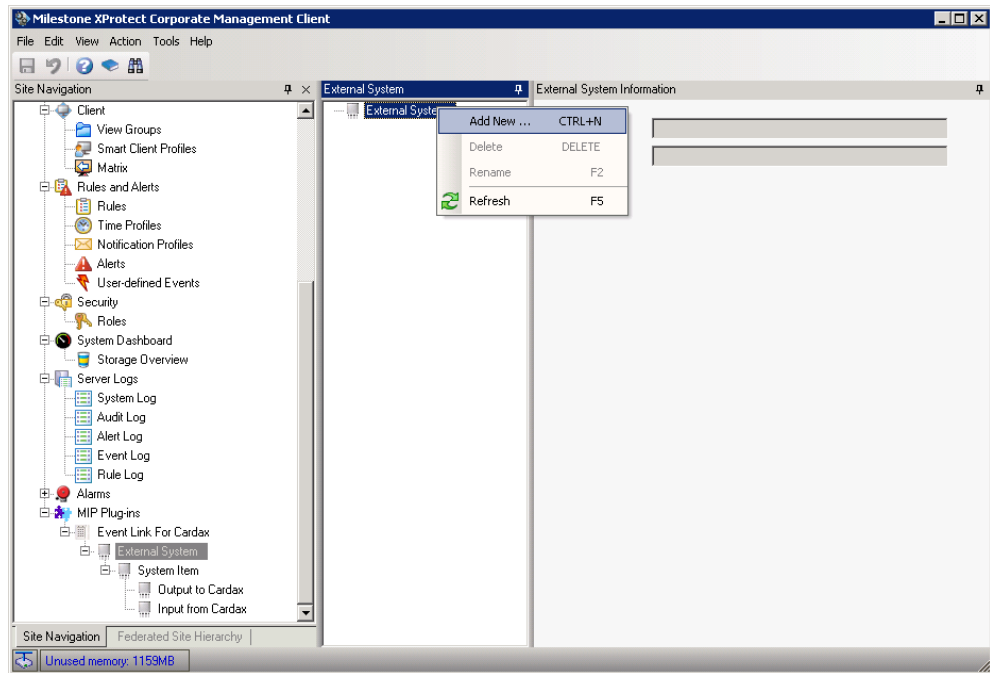 Milestone XProtect Corporate Management Client
File Edit View Action Tools Help
Site Navigation
External System
External System Information
Client
View Groups
Smart Client Profiles
Matrix
Rules and Alerts
Rules
Time Profiles
Notification Profiles
Alerts
User-defined Events
Security
Roles
System Dashboard
Storage Overview
Server Logs
System Log
Audit Log
Alert Log
Event Log
Rule Log
Alarms
MIP Plug-ins
Event Link For Cardax
External System
System Item
Output to Cardax
Input from Cardax
External Syste
Add New ... CTRL+N
Delete DELETE
Rename F2
Refresh F5
Site Navigation Federated Site Hierarchy
Unused memory: 1159MB